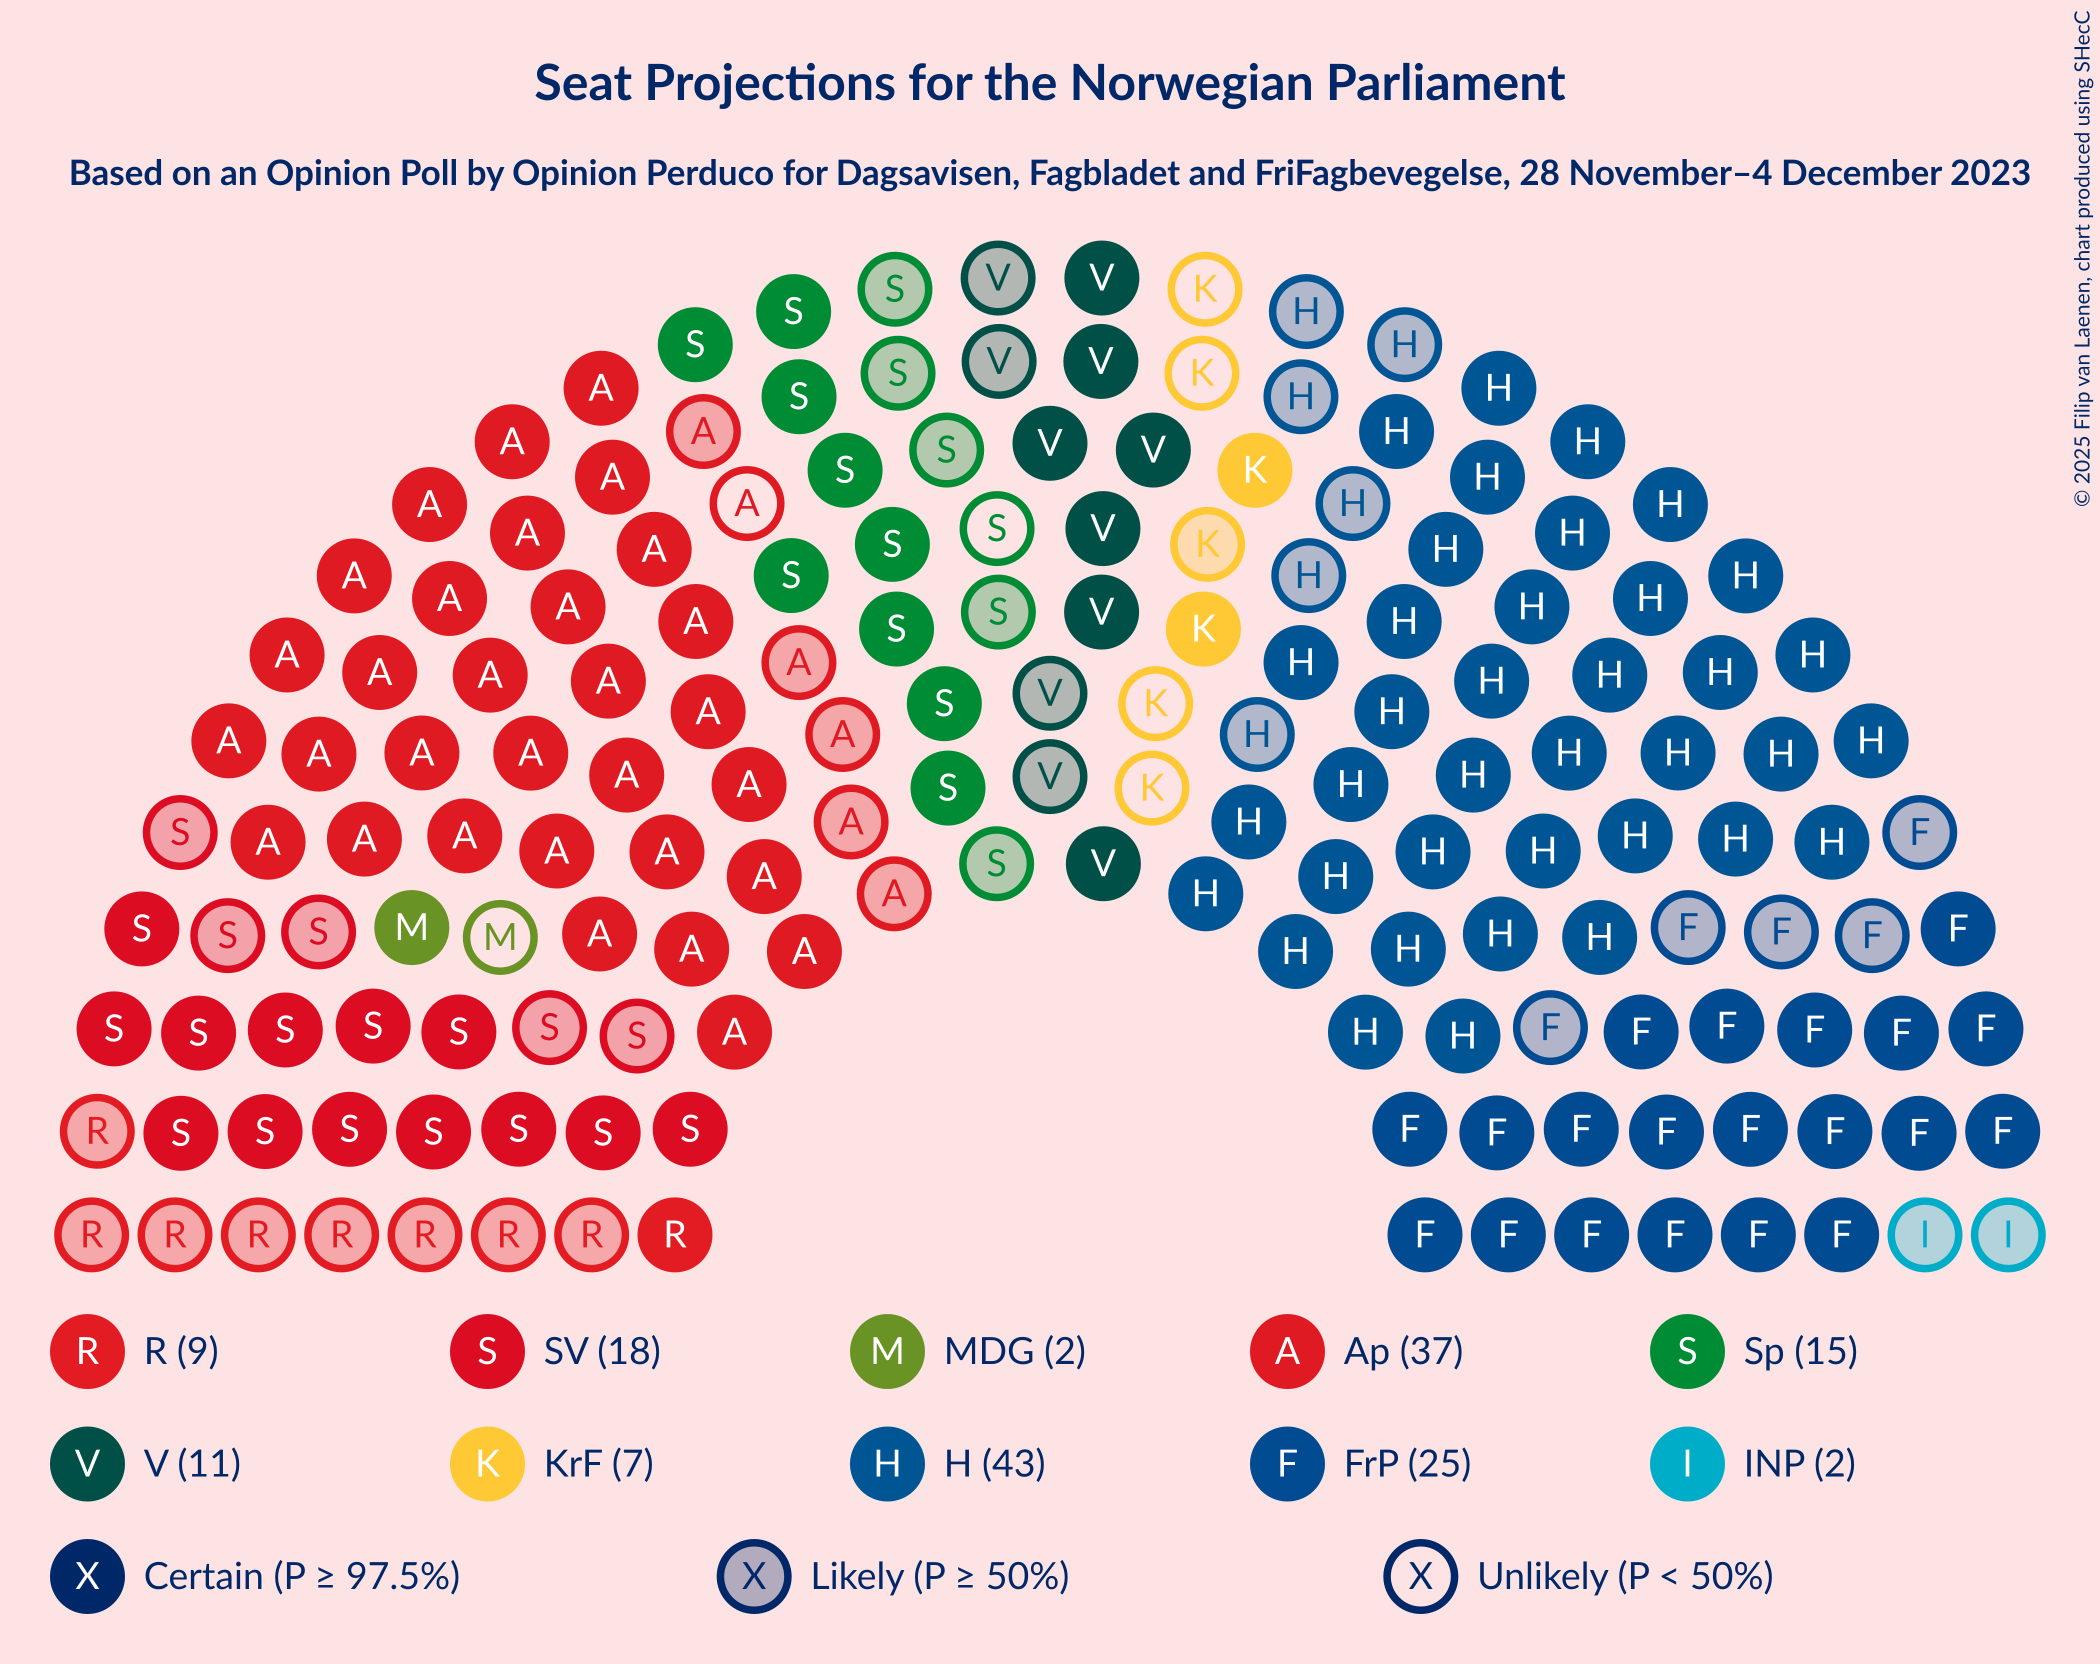 Seat Projections for the Norwegian Parliament
Based on an Opinion Poll by Opinion Perduco for Dagsavisen, Fagbladet and FriFagbevegelse, 28 November–4 December 2023
© 2025 Filip van Laenen, chart produced using SHecC
S V V K
S S H H
A S S V V K H H
A A S H H H
A A S V V K H H
A A A S K H H H
A A S V K H H
A A S S K H H H
A A A S V K H H H
A A A S K H H H
A A A A H H H H
A A A S V K H H H
A A A A A S V K H H H H H
A A A A A A S V K H H H H H H
S A A A A A A A S V H H H H H H H F
S S S M M A A A A H H H H H F F F F
S S S S S S S A H H F F F F F F
R S S S S S S S F F F F F F F F
R R R R R R R R F F F F F F I I
R R (9) S SV (18) M MDG (2) A Ap (37) S Sp (15)
V V (11) K KrF (7) H H (43) F FrP (25) I INP (2)
X Certain (P ≥ 97.5%) X Likely (P ≥ 50%) X Unlikely (P < 50%)